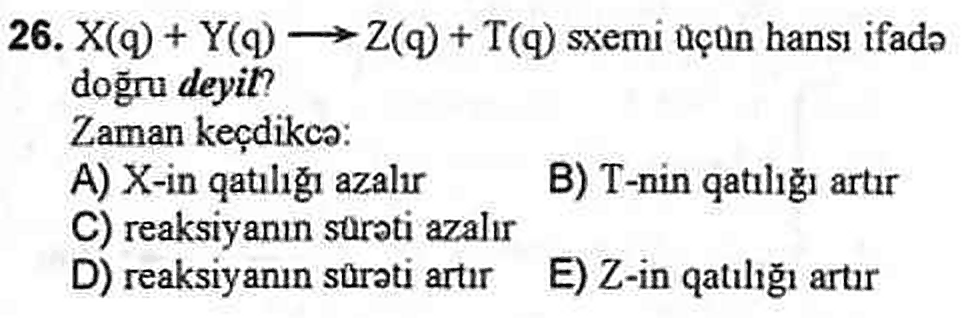 26. X(q) + Y(q) ⟶ Z(q) + T(q) sxemi üçün hansı ifadə
doğru deyil?
Zaman keçdikcə:
A) X-in qatılığı azalır B) T-nin qatılığı artır
C) reaksiyanın sürəti azalır
D) reaksiyanın sürəti artır E) Z-in qatılığı artır